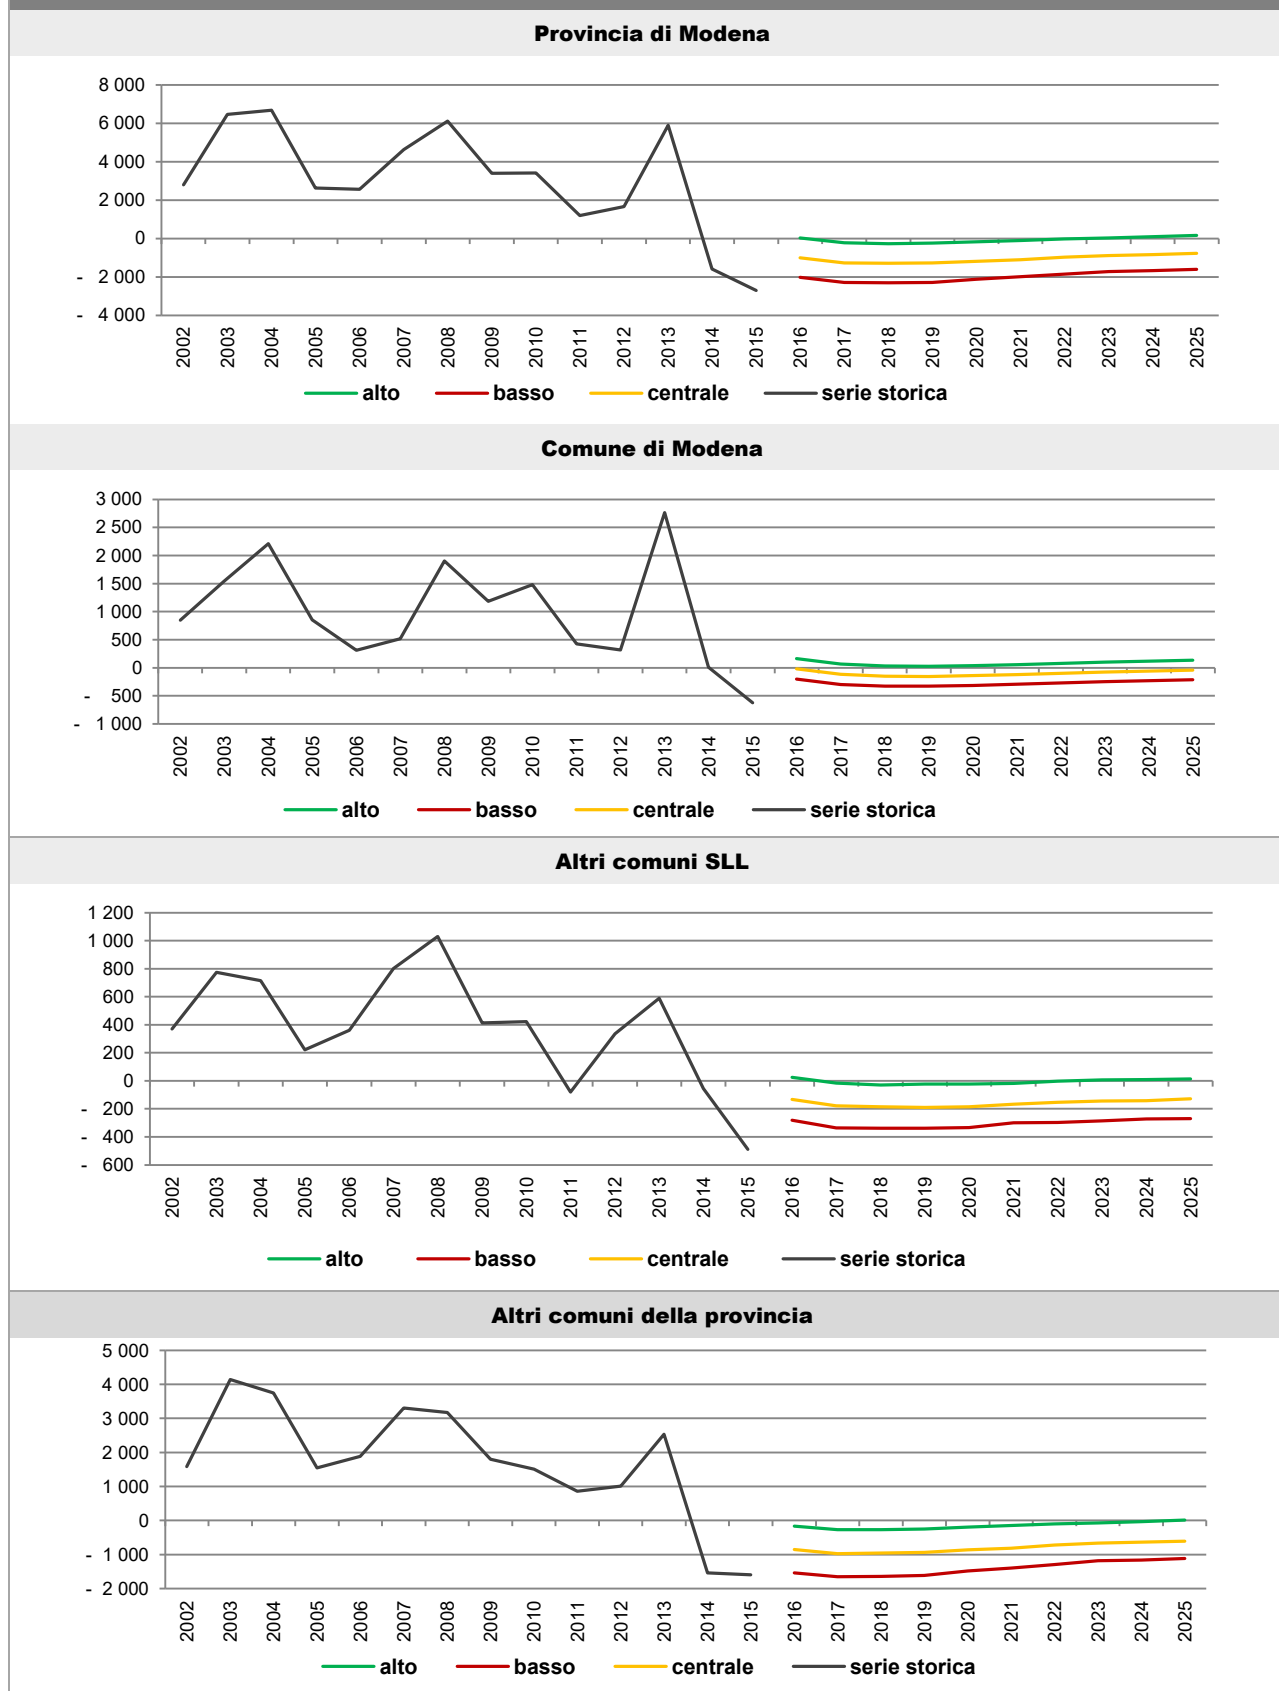 Provincia di Modena
8 000
6 000
4 000
2 000
0
- 2 000
- 4 000
2002 2003 2004 2005 2006 2007 2008 2009 2010 2011 2012 2013 2014 2015 2016 2017 2018 2019 2020 2021 2022 2023 2024 2025
alto basso centrale serie storica
Comune di Modena
3 000
2 500
2 000
1 500
1 000
500
0
- 500
- 1 000
2002 2003 2004 2005 2006 2007 2008 2009 2010 2011 2012 2013 2014 2015 2016 2017 2018 2019 2020 2021 2022 2023 2024 2025
alto basso centrale serie storica
Altri comuni SLL
1 200
1 000
800
600
400
200
0
- 200
- 400
- 600
2002 2003 2004 2005 2006 2007 2008 2009 2010 2011 2012 2013 2014 2015 2016 2017 2018 2019 2020 2021 2022 2023 2024 2025
alto basso centrale serie storica
Altri comuni della provincia
5 000
4 000
3 000
2 000
1 000
0
- 1 000
- 2 000
2002 2003 2004 2005 2006 2007 2008 2009 2010 2011 2012 2013 2014 2015 2016 2017 2018 2019 2020 2021 2022 2023 2024 2025
alto basso centrale serie storica